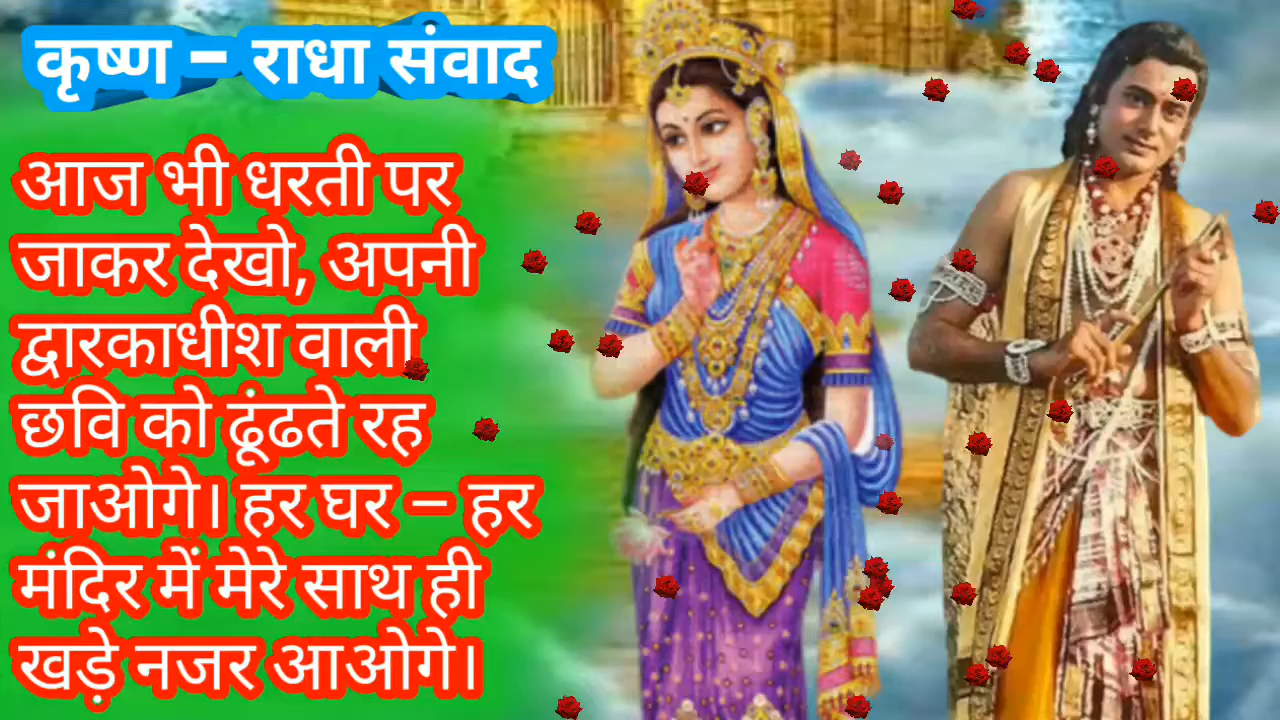 कृष्ण - राधा संवाद
आज भी धरती पर
जाकर देखो, अपनी
द्वारकाधीश वाली
छवि को ढूंढते रह
जाओगे। हर घर – हर
मंदिर में मेरे साथ ही
खड़े नजर आओगे।